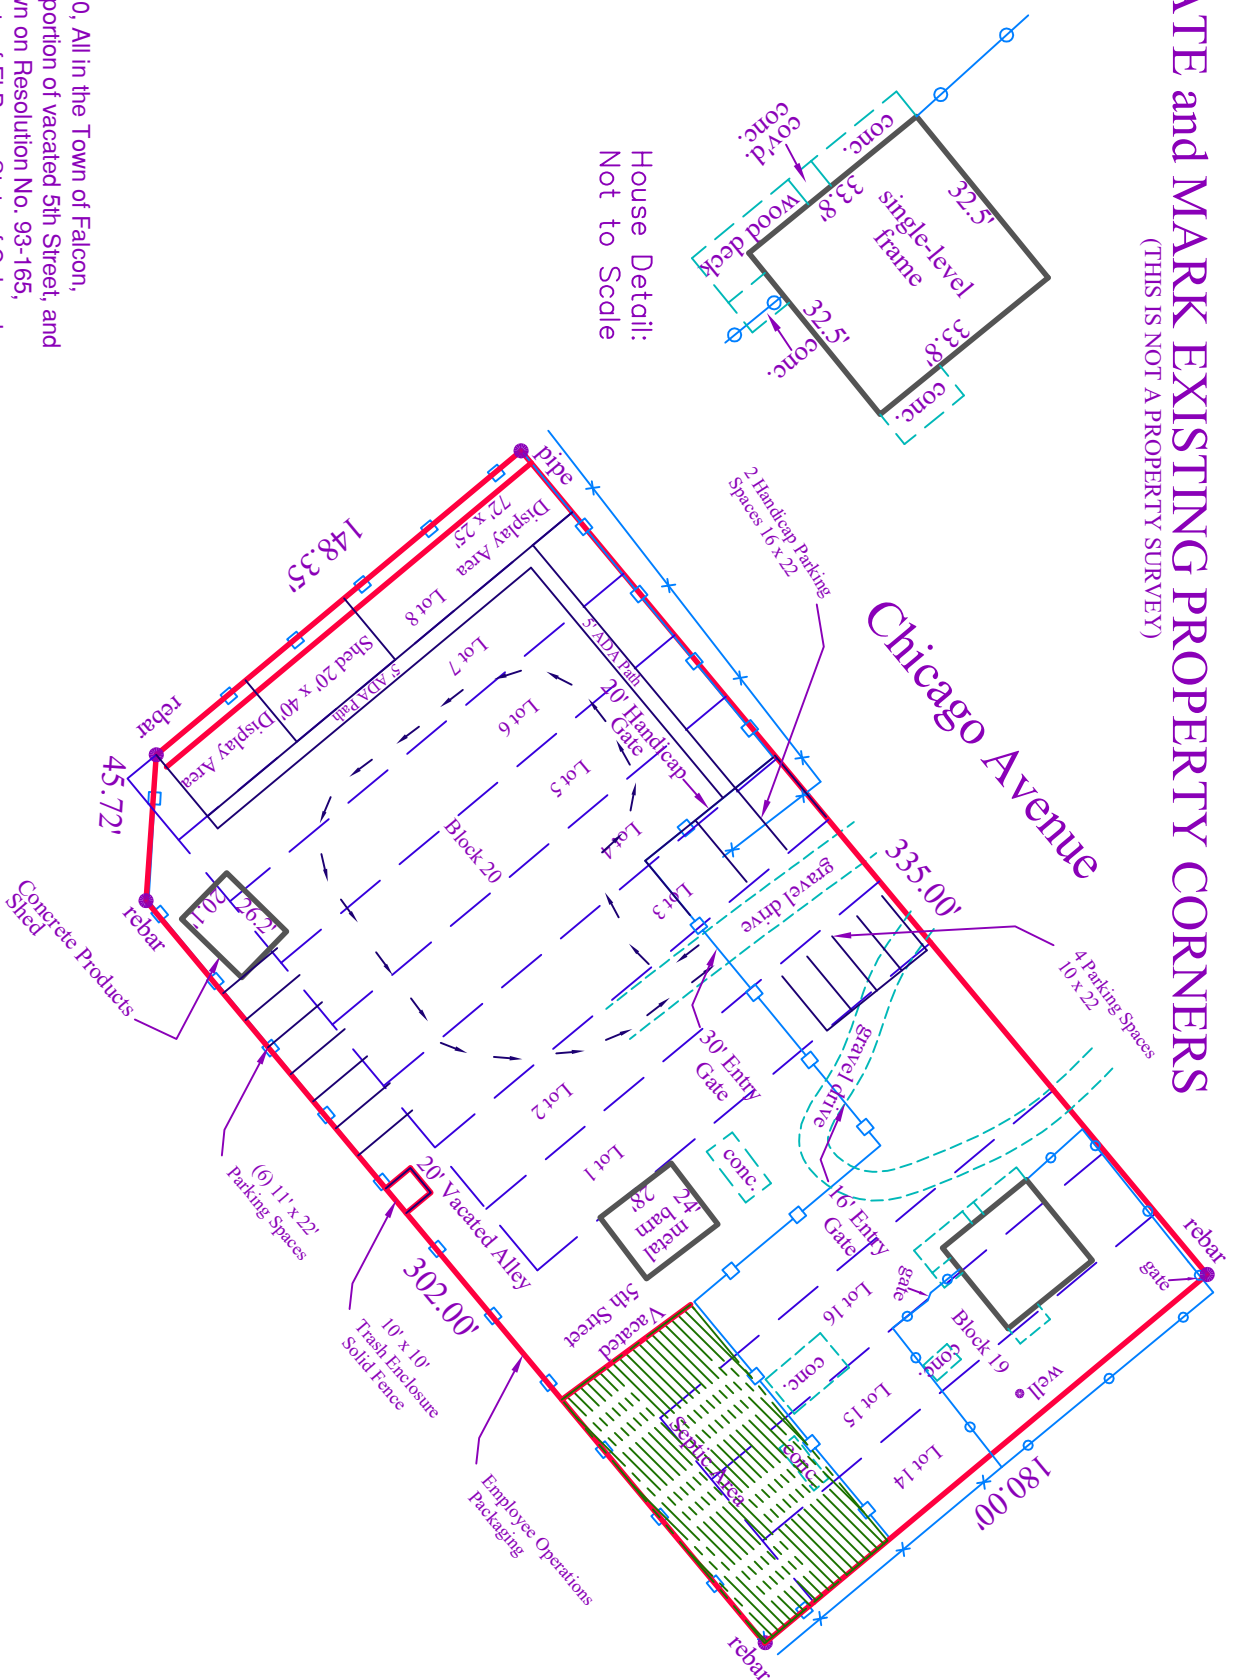 ATE and MARK EXISTING PROPERTY CORNERS
(THIS IS NOT A PROPERTY SURVEY)
0, All in the Town of Falcon,
portion of vacated 5th Street, and
vn on Resolution No. 93-165,
House Detail:
Not to Scale
conc.
cov'd.
conc.
wood deck
33.8'
32.5'
single-level
frame
32.5'
33.8'
conc.
conc.
Chicago Avenue
335.00'
pipe
148.35'
rebar
45.72'
rebar
302.00'
rebar
180.00'
rebar
gate
Display Area
72' x 25'
Lot 8
Shed 20' x 40'
Display Area
5' ADA Path
5' ADA Path
Lot 7
Lot 6
Lot 5
Lot 4
Lot 3
Lot 2
Lot 1
Block 20
20' Handicap
Gate
2 Handicap Parking
Spaces 16 x 22
gravel drive
gravel drive
4 Parking Spaces
10 x 22
30' Entry
Gate
16' Entry
Gate
gate
Concrete Products
Shed
20.1'
26.2'
(6) 11' x 22'
Parking Spaces
20' Vacated Alley
10' x 10'
Trash Enclosure
Solid Fence
Employee Operations
Packaging
24'
28'
metal
barn
conc.
Vacated
5th Street
Lot 16
Lot 15
Lot 14
Block 19
well
conc.
conc.
conc.
Septic Area